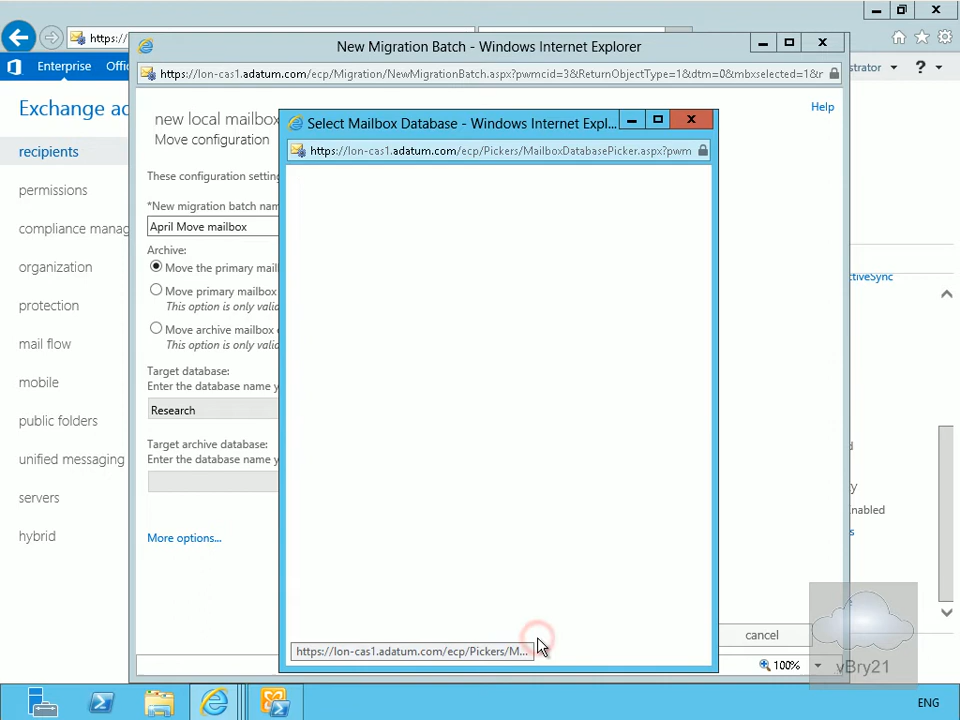 https:/
Enterprise
Offi
strator
?
Exchange ad
recipients
permissions
compliance manag
organization
protection
mail flow
mobile
public folders
unified messaging
servers
hybrid
New Migration Batch - Windows Internet Explorer
https://lon-cas1.adatum.com/ecp/Migration/NewMigrationBatch.aspx?pwmcid=3&ReturnObjectType=1&dtm=0&mbxselected=1&r
Help
new local mailbox
Move configuration
These configuration setting
*New migration batch nam
April Move mailbox
Archive:
Move the primary mail
Move primary mailbox
This option is only valid
Move archive mailbox o
This option is only valid
Target database:
Enter the database name y
Research
Target archive database:
Enter the database name y
More options...
Select Mailbox Database - Windows Internet Expl...
https://lon-cas1.adatum.com/ecp/Pickers/MailboxDatabasePicker.aspx?pwm
https://lon-cas1.adatum.com/ecp/Pickers/M...
ctiveSync
d
y
nabled
s
cancel
100%
vBry21
ENG